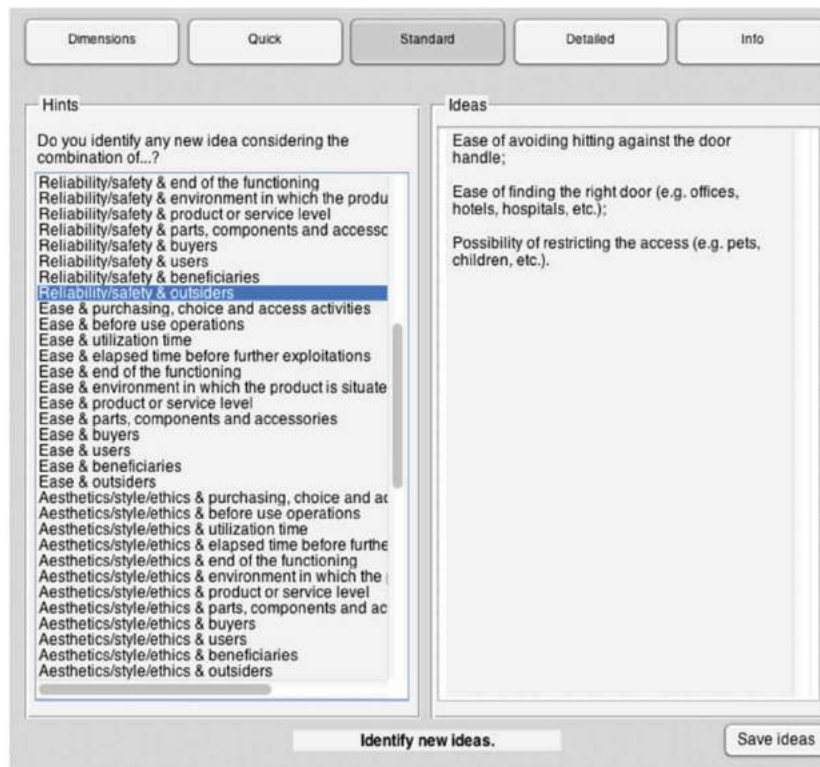 Dimensions
Quick
Standard
Detailed
Info
Hints
Do you identify any new idea considering the
combination of...?
Reliability/safety & end of the functioning
Reliability/safety & environment in which the produ
Reliability/safety & product or service level
Reliability/safety & parts, components and accesso
Reliability/safety & buyers
Reliability/safety & users
Reliability/safety & beneficiaries
Reliability/safety & outsiders
Ease & purchasing, choice and access activities
Ease & before use operations
Ease & utilization time
Ease & elapsed time before further exploitations
Ease & end of the functioning
Ease & environment in which the product is situate
Ease & product or service level
Ease & parts, components and accessories
Ease & buyers
Ease & users
Ease & beneficiaries
Ease & outsiders
Aesthetics/style/ethics & purchasing, choice and ac
Aesthetics/style/ethics & before use operations
Aesthetics/style/ethics & utilization time
Aesthetics/style/ethics & elapsed time before furthe
Aesthetics/style/ethics & end of the functioning
Aesthetics/style/ethics & environment in which the
Aesthetics/style/ethics & product or service level
Aesthetics/style/ethics & parts, components and ac
Aesthetics/style/ethics & buyers
Aesthetics/style/ethics & users
Aesthetics/style/ethics & beneficiaries
Aesthetics/style/ethics & outsiders
Ideas
Ease of avoiding hitting against the door
handle;
Ease of finding the right door (e.g. offices,
hotels, hospitals, etc.);
Possibility of restricting the access (e.g. pets,
children, etc.).
Identify new ideas.
Save ideas